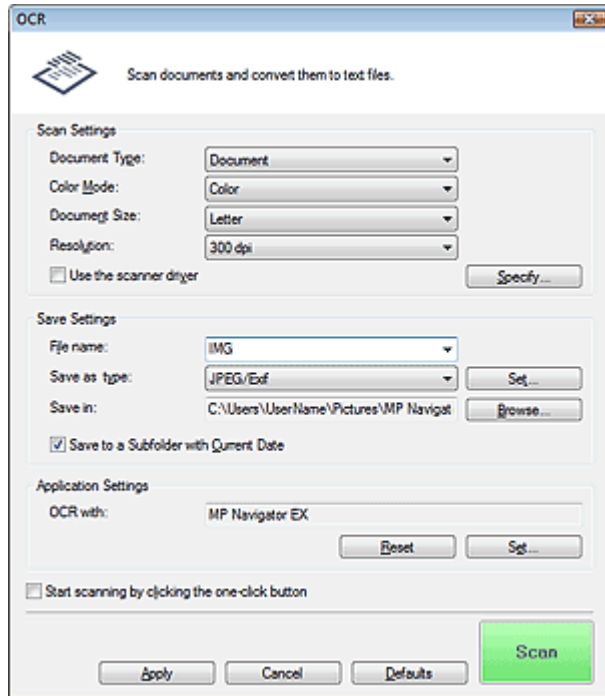 OCR
Scan documents and convert them to text files.
Scan Settings
Document Type: Document
Color Mode: Color
Document Size: Letter
Resolution: 300 dpi
Use the scanner driver Specify...
Save Settings
File name: IMG
Save as type: JPEG/Exif Set...
Save in: C:\Users\UserName\Pictures\MP Navigat Browse...
Save to a Subfolder with Current Date
Application Settings
OCR with: MP Navigator EX
Reset Set...
Start scanning by clicking the one-click button
Scan
Apply Cancel Defaults